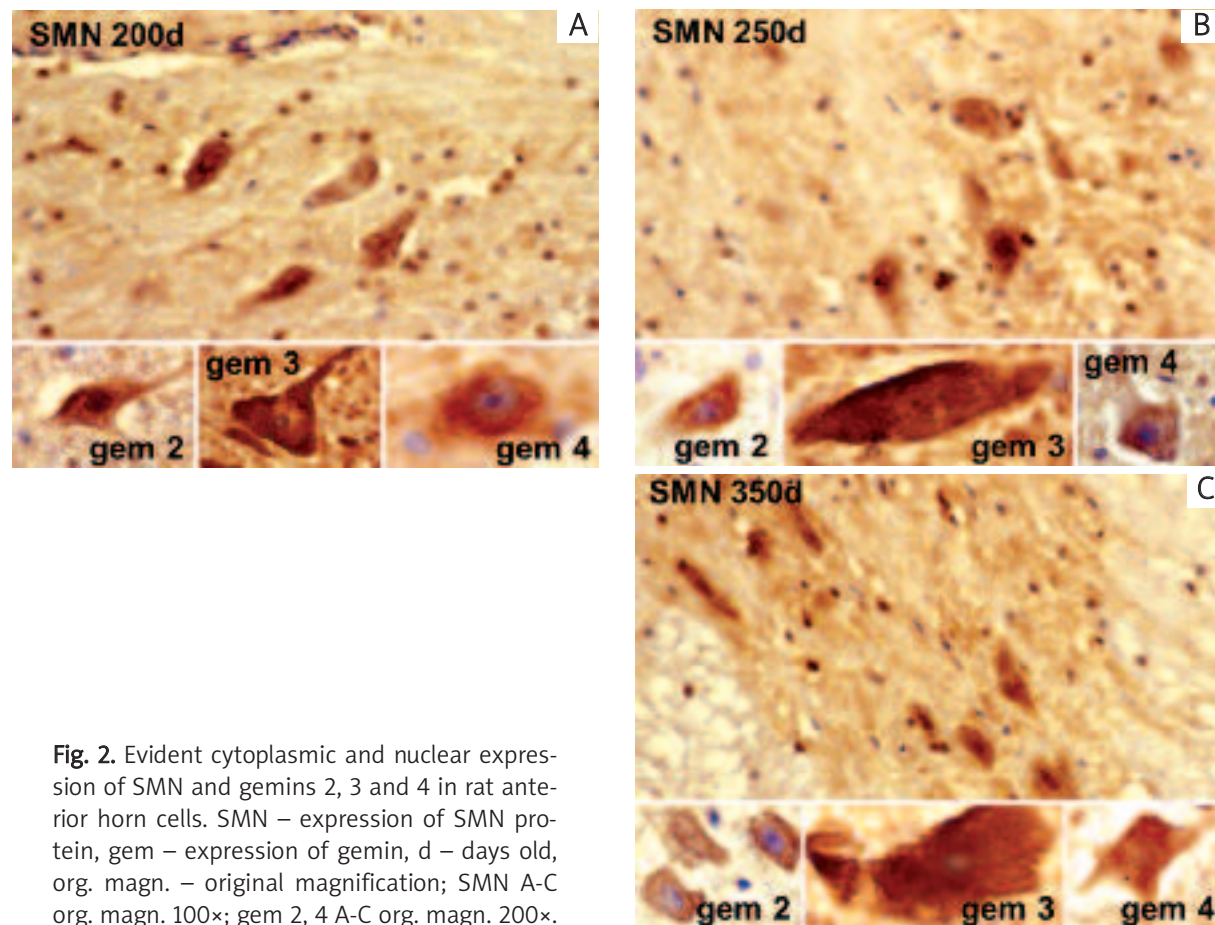 SMN 200d
A
gem 2
gem 3
gem 4
SMN 250d
B
gem 2
gem 3
gem 4
SMN 350d
C
gem 2
gem 3
gem 4
Fig. 2. Evident cytoplasmic and nuclear expres-
sion of SMN and gemins 2, 3 and 4 in rat ante-
rior horn cells. SMN – expression of SMN pro-
tein, gem – expression of gemin, d – days old,
org. magn. – original magnification; SMN A-C
org. magn. 100×; gem 2, 4 A-C org. magn. 200×.